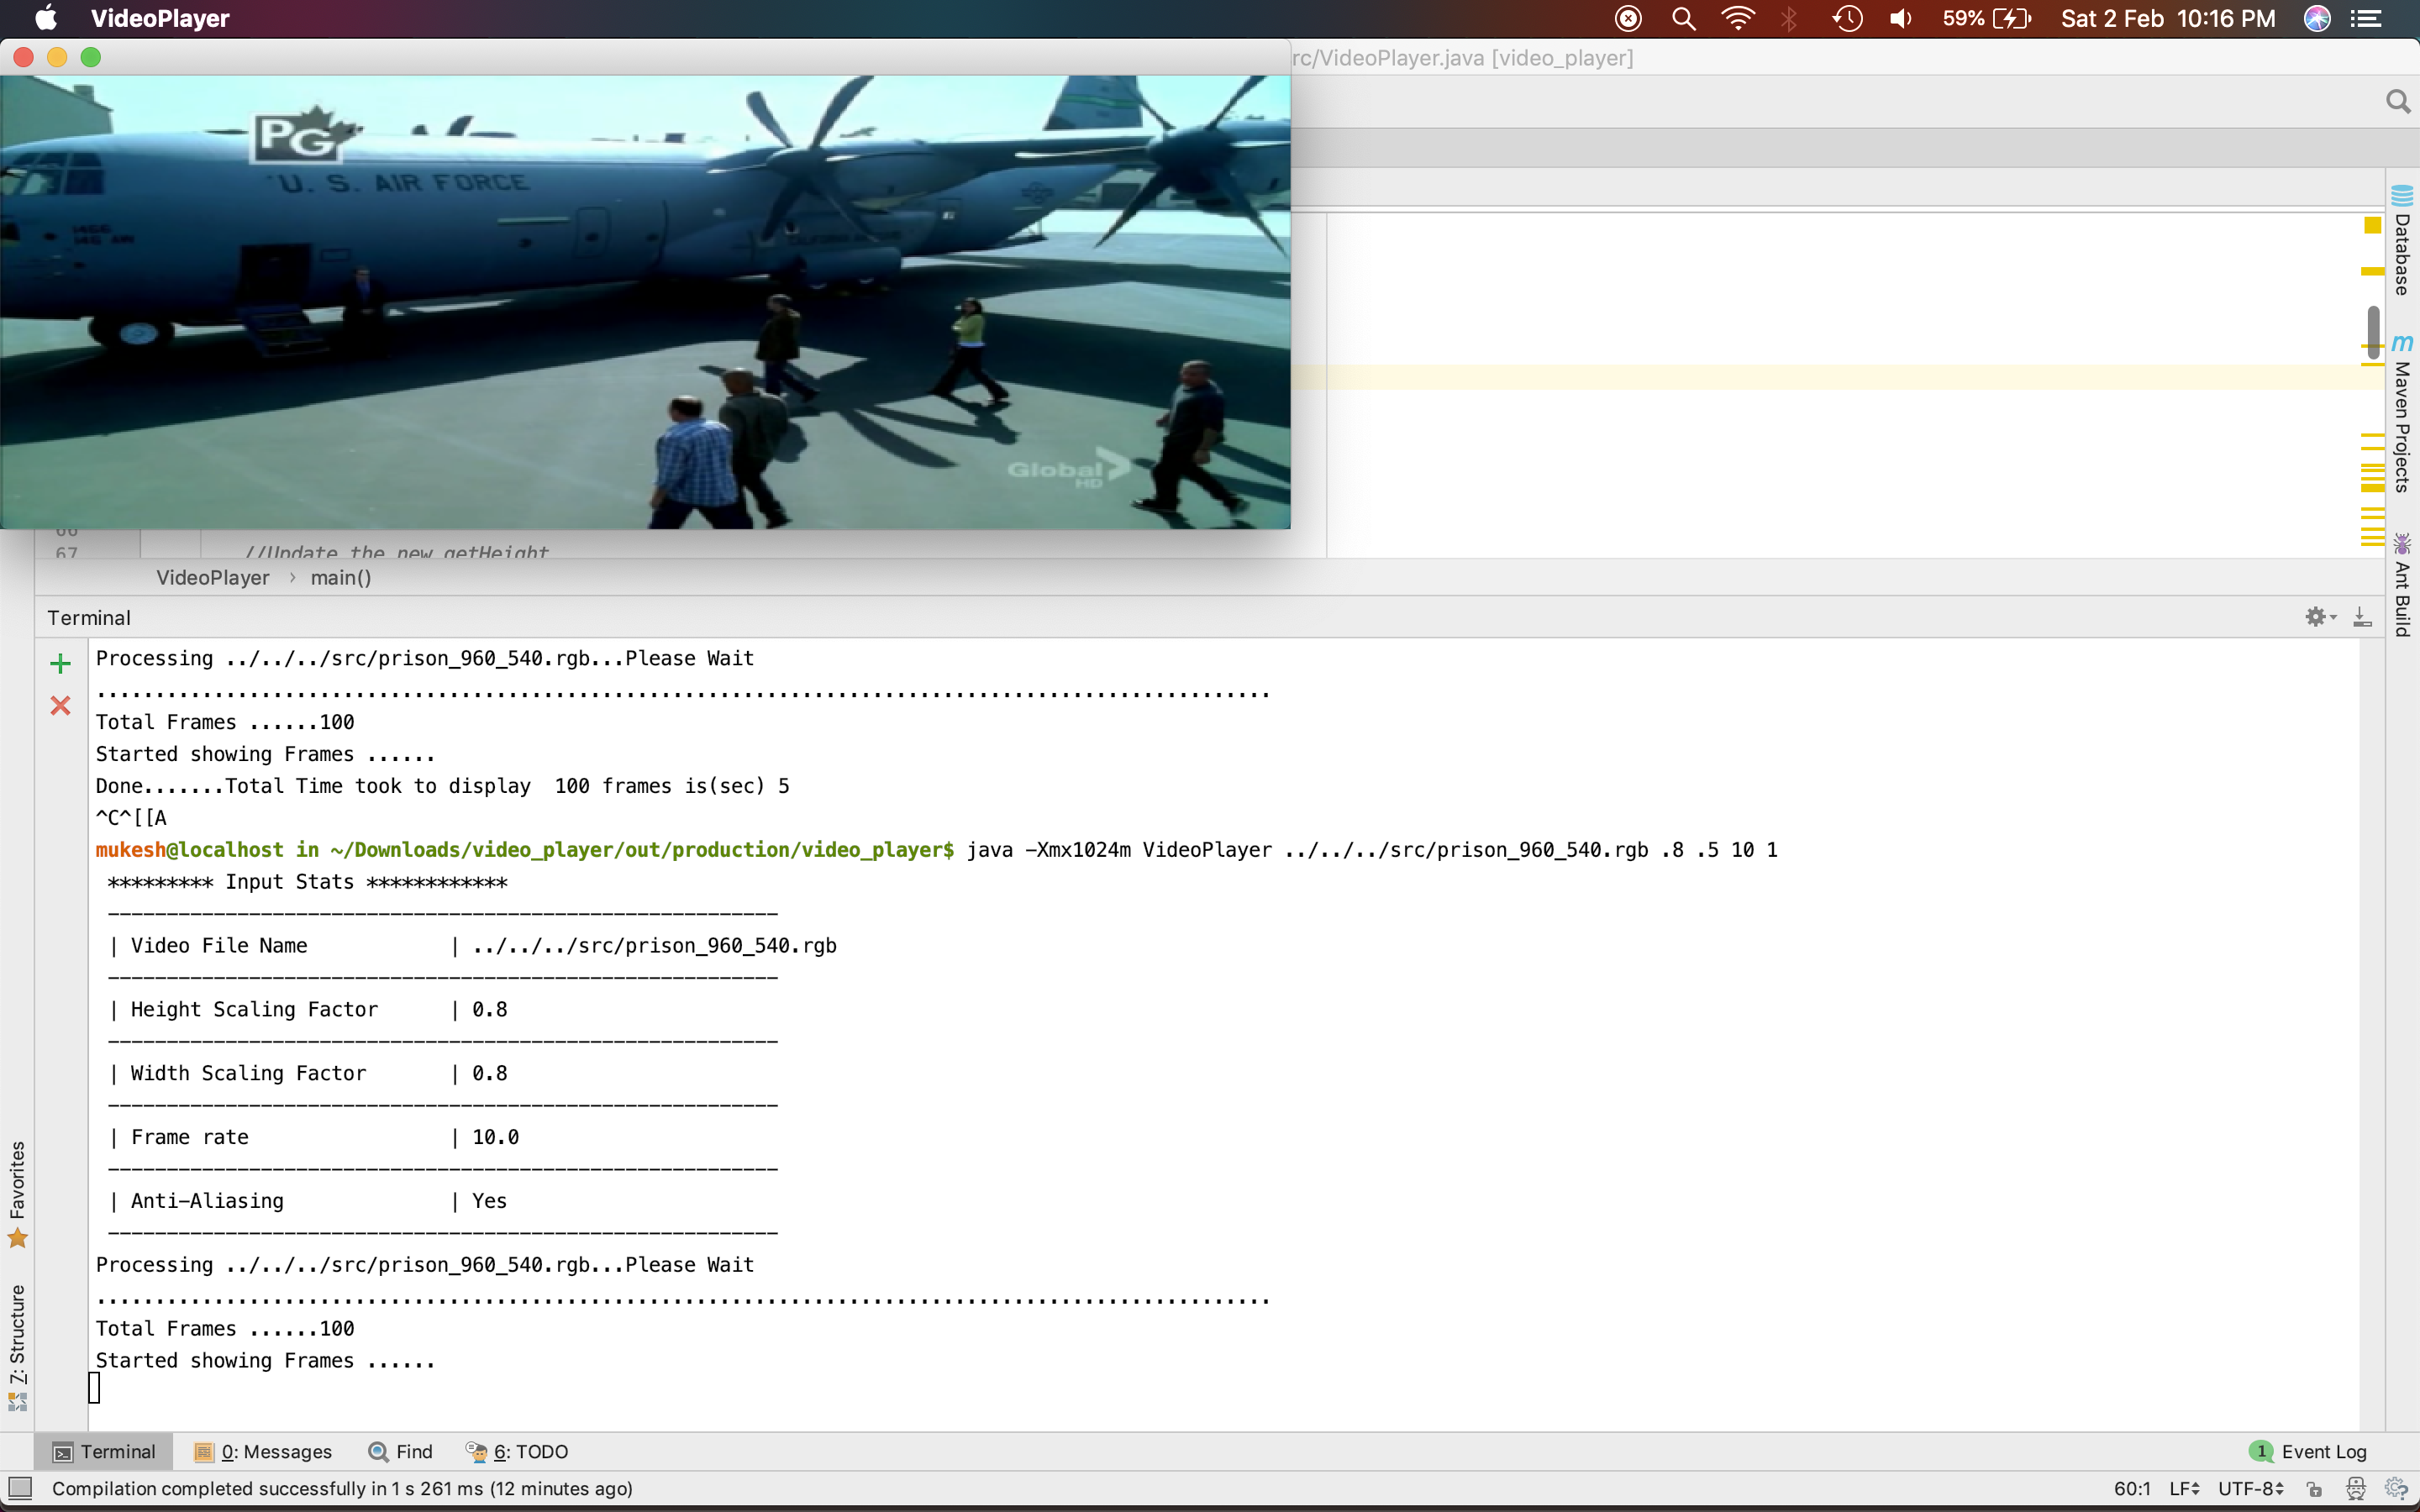 VideoPlayer
59%
Sat 2 Feb 10:16 PM
rc/VideoPlayer.java [video_player]
PG
U. S. AIR FORCE
Global
HD
Database
Maven Projects
Ant Build
66
67 //Update the new getHeight
VideoPlayer › main()
Terminal
Processing ../../../src/prison_960_540.rgb...Please Wait
....................................................................................................
Total Frames ......100
Started showing Frames ......
Done.......Total Time took to display  100 frames is(sec) 5
^C^[[A
mukesh@localhost in ~/Downloads/video_player/out/production/video_player$ java -Xmx1024m VideoPlayer ../../../src/prison_960_540.rgb .8 .5 10 1
********* Input Stats ************
---------------------------------------------------------
| Video File Name | ../../../src/prison_960_540.rgb
---------------------------------------------------------
| Height Scaling Factor | 0.8
---------------------------------------------------------
| Width Scaling Factor | 0.8
---------------------------------------------------------
| Frame rate | 10.0
---------------------------------------------------------
| Anti-Aliasing | Yes
---------------------------------------------------------
Processing ../../../src/prison_960_540.rgb...Please Wait
....................................................................................................
Total Frames ......100
Started showing Frames ......
Favorites
7: Structure
Terminal 0: Messages Find 6: TODO
1 Event Log
Compilation completed successfully in 1 s 261 ms (12 minutes ago)
60:1 LF UTF-8